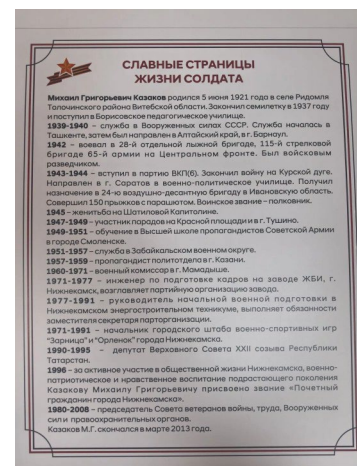 СЛАВНЫЕ СТРАНИЦЫ
ЖИЗНИ СОЛДАТА
Михаил Григорьевич Казаков родился 5 июня 1921 года в селе Ридомля
Толочинского района Витебской области. Закончил семилетку в 1937 году
и поступил в Борисовское педагогическое училище.
1939-1940 – служба в Вооруженных силах СССР. Служба началась в
Ташкенте, затем был направлен в Алтайский край, в г. Барнаул.
1942 – воевал в 28-й отдельной лыжной бригаде, 115-й стрелковой
бригаде 65-й армии на Центральном фронте. Был войсковым
разведчиком.
1943-1944 – вступил в партию ВКП(б). Закончил войну на Курской дуге.
Направлен в г. Саратов в военно-политическое училище. Получил
назначение в 24-ю воздушно-десантную бригаду в Ивановскую область.
Совершил 150 прыжков с парашютом. Воинское звание – полковник.
1945 – женитьба на Шатиловой Капитолине.
1947-1949 – участник парадов на Красной площади и в г. Тушино.
1949-1951 – обучение в Высшей школе пропагандистов Советской Армии
в городе Смоленске.
1951-1957 – служба в Забайкальском военном округе.
1957-1959 – пропагандист политотдела в г. Казани.
1960-1971 – военный комиссар в г. Мамадыше.
1971-1977 – инженер по подготовке кадров на заводе ЖБИ, г.
Нижнекамск, возглавляет партийную организацию завода.
1977-1991 – руководитель начальной военной подготовки в
Нижнекамском энергостроительном техникуме, выполняет обязанности
заместителя секретаря парторганизации.
1971-1991 – начальник городского штаба военно-спортивных игр
"Зарница" и "Орленок" города Нижнекамска.
1990-1995 – депутат Верховного Совета XXII созыва Республики
Татарстан.
1996 – за активное участие в общественной жизни Нижнекамска, военно-
патриотическое и нравственное воспитание подрастающего поколения
Казакову Михаилу Григорьевичу присвоено звание «Почетный
гражданин города Нижнекамска».
1980-2008 – председатель Совета ветеранов войны, труда, Вооруженных
сил и правоохранительных органов.
Казаков М.Г. скончался в марте 2013 года.